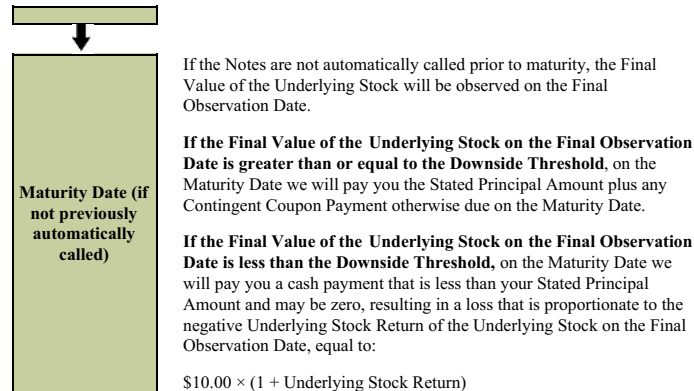 Maturity Date (if
not previously
automatically
called)
If the Notes are not automatically called prior to maturity, the Final
Value of the Underlying Stock will be observed on the Final
Observation Date.
If the Final Value of the Underlying Stock on the Final Observation
Date is greater than or equal to the Downside Threshold, on the
Maturity Date we will pay you the Stated Principal Amount plus any
Contingent Coupon Payment otherwise due on the Maturity Date.
If the Final Value of the Underlying Stock on the Final Observation
Date is less than the Downside Threshold, on the Maturity Date we
will pay you a cash payment that is less than your Stated Principal
Amount and may be zero, resulting in a loss that is proportionate to the
negative Underlying Stock Return of the Underlying Stock on the Final
Observation Date, equal to:
$10.00 × (1 + Underlying Stock Return)